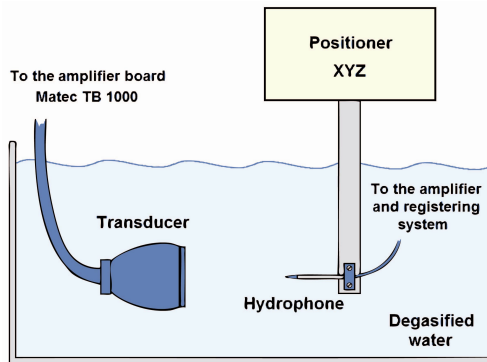 Positioner
XYZ
To the amplifier board
Matec TB 1000
To the amplifier
and registering
system
Transducer
Hydrophone
Degasified
water